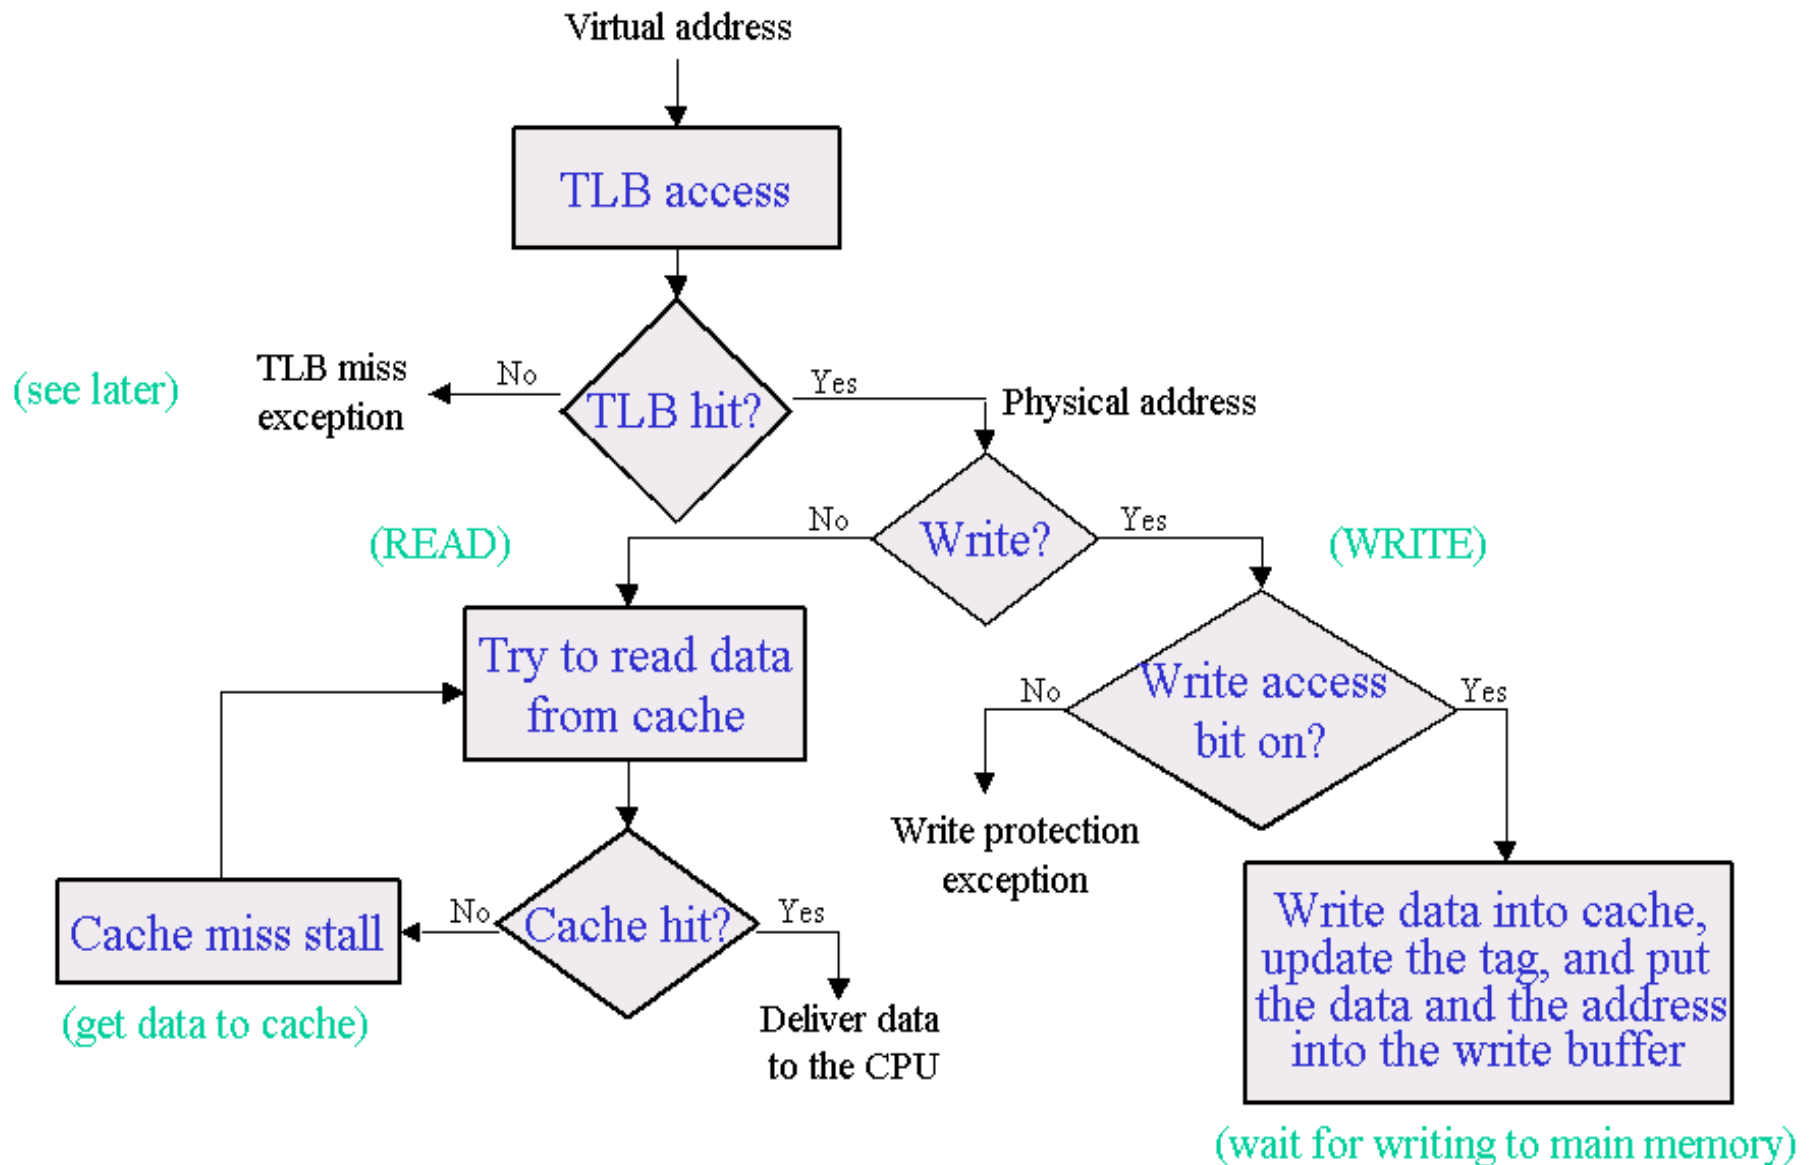 Virtual address
TLB access
TLB hit?
No
TLB miss
exception
(see later)
Yes
Physical address
Write?
No
(READ)
Yes
(WRITE)
Try to read data
from cache
Write access
bit on?
No
Yes
Write protection
exception
Cache hit?
No
Cache miss stall
(get data to cache)
Yes
Deliver data
to the CPU
Write data into cache,
update the tag, and put
the data and the address
into the write buffer
(wait for writing to main memory)